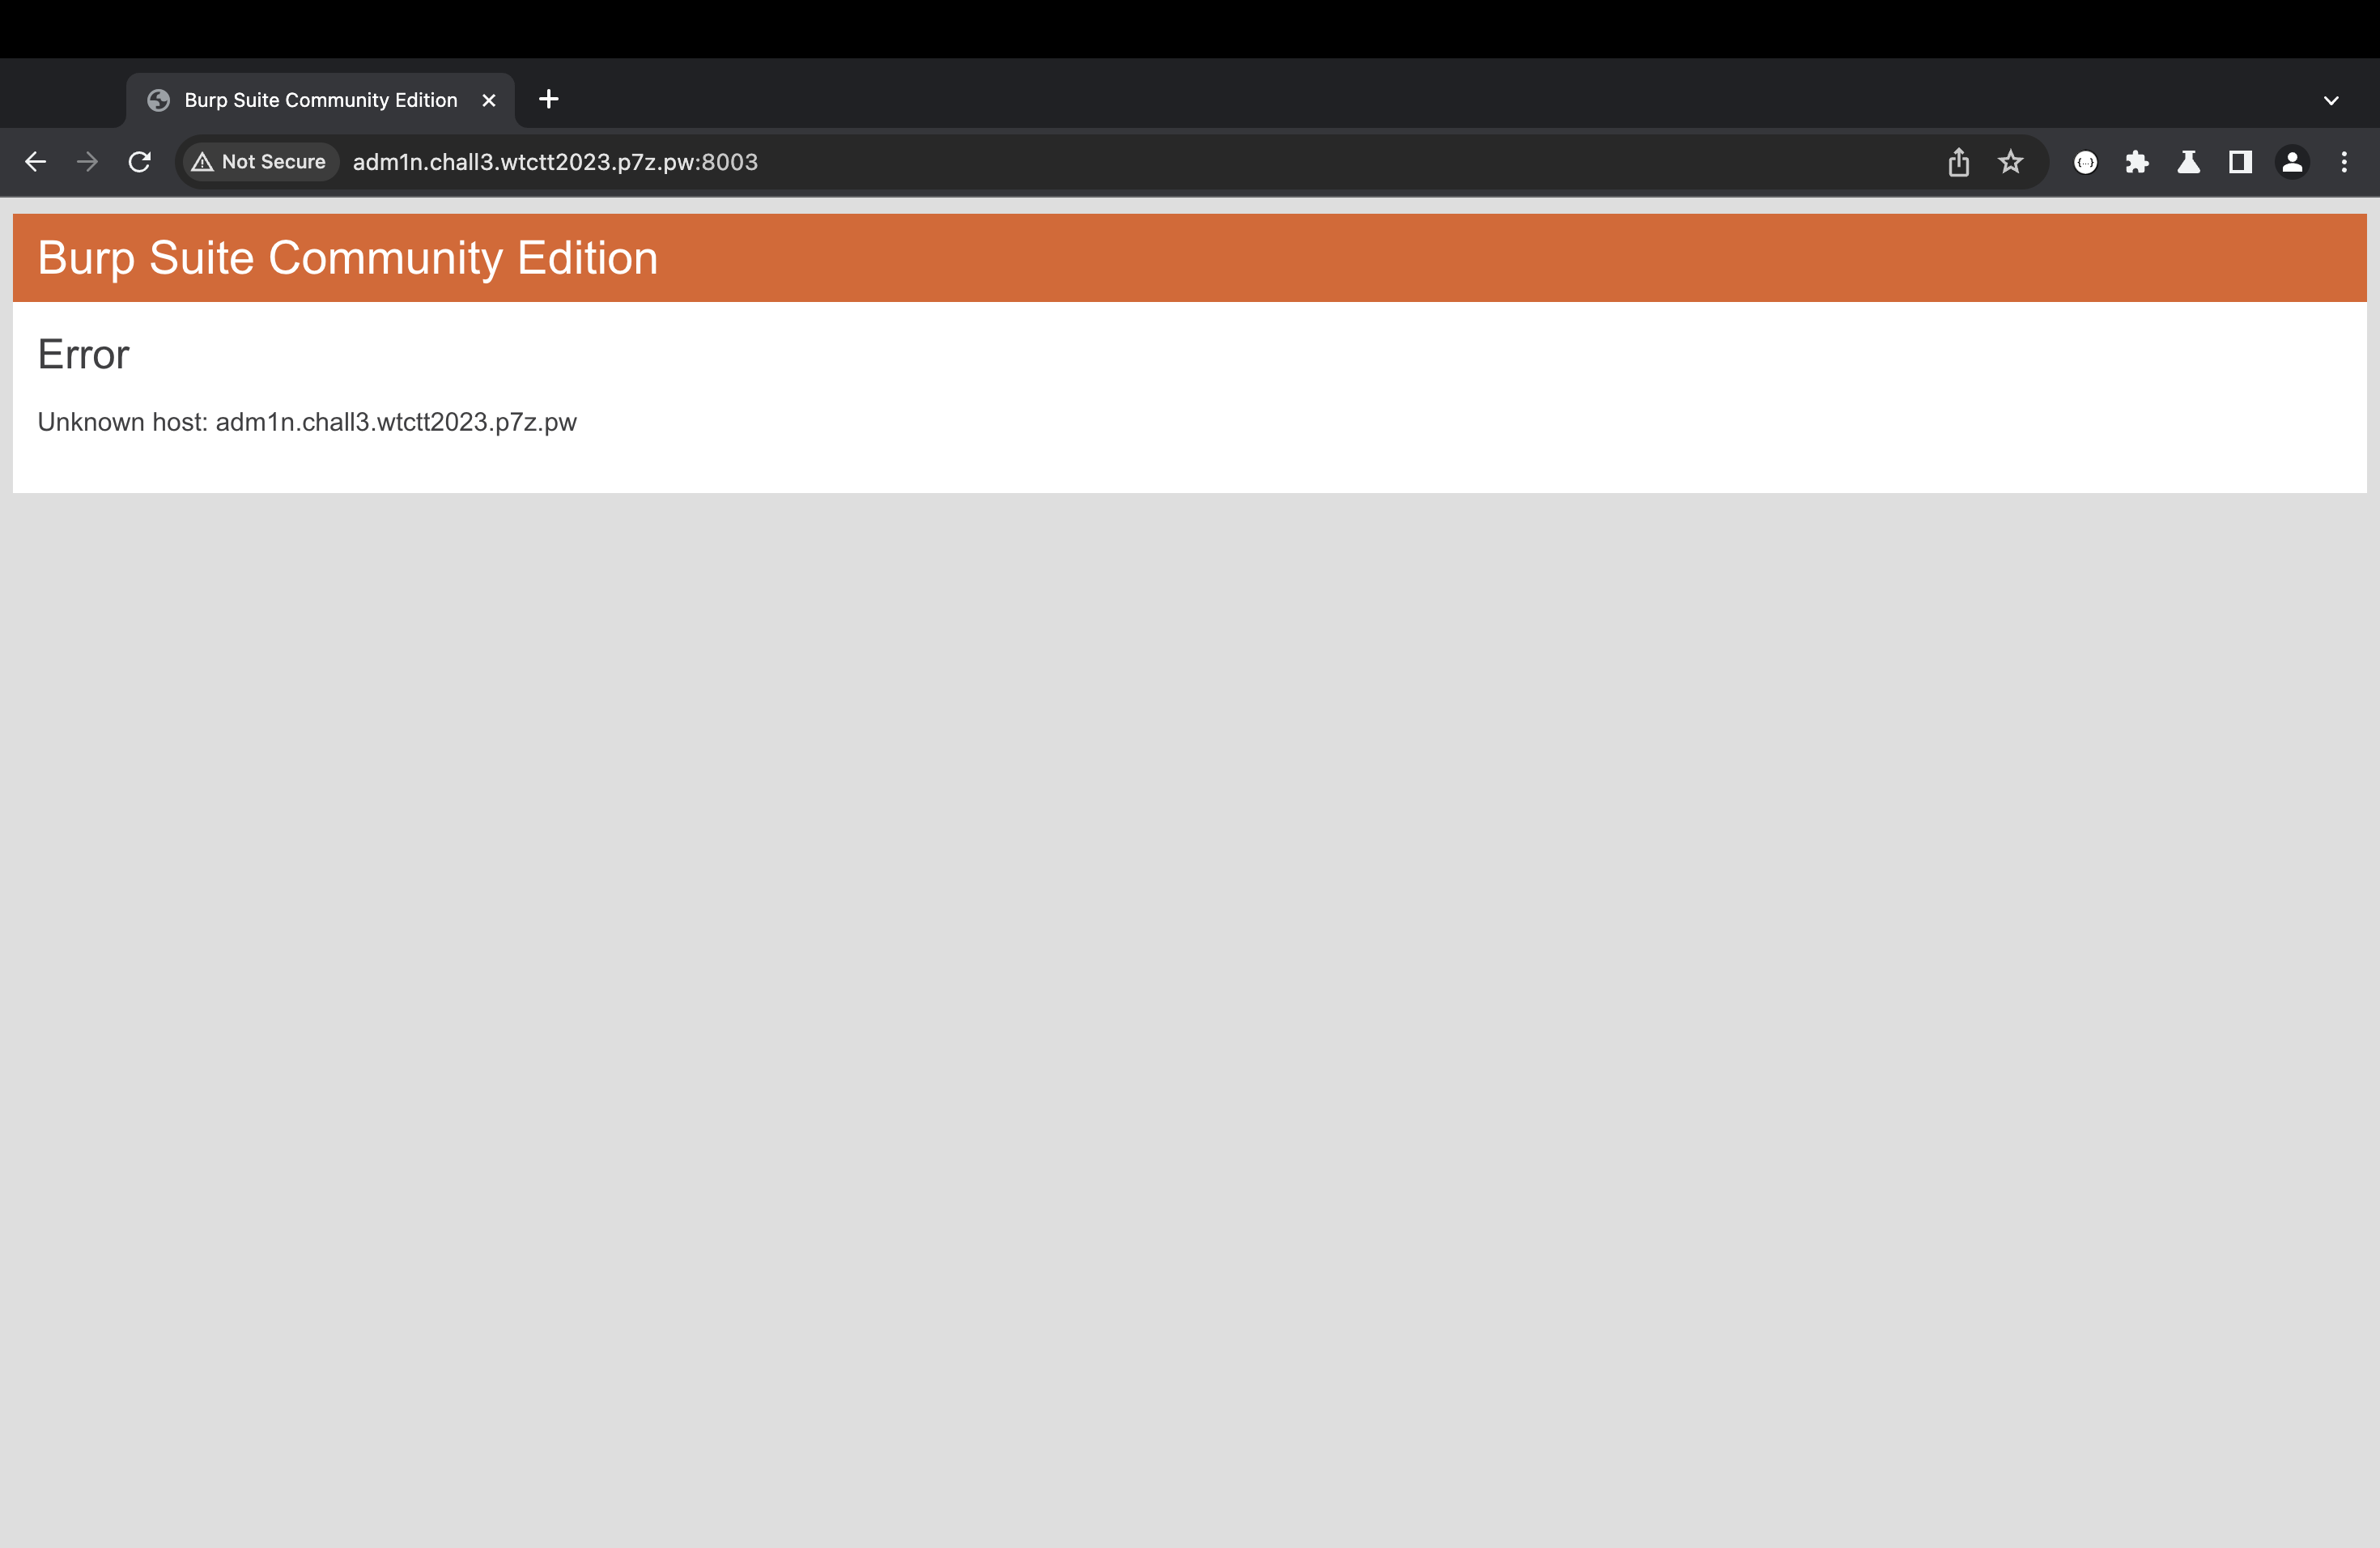 Burp Suite Community Edition
Not Secure adm1n.chall3.wtctt2023.p7z.pw:8003
Burp Suite Community Edition
Error
Unknown host: adm1n.chall3.wtctt2023.p7z.pw